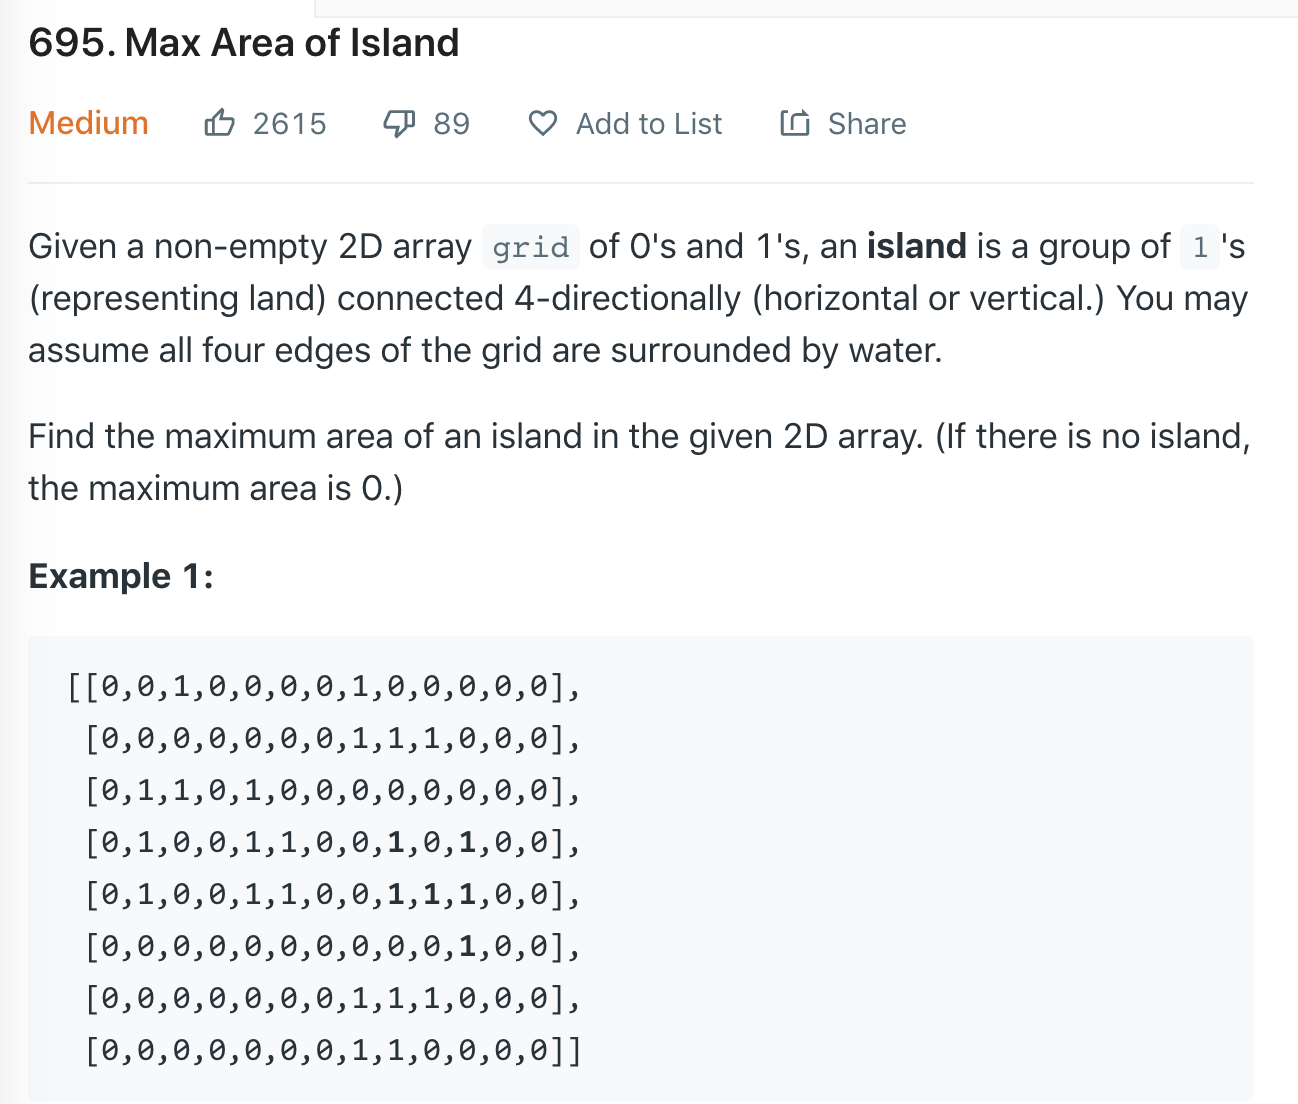 695. Max Area of Island
Medium 2615 89 Add to List Share
Given a non-empty 2D array grid of 0's and 1's, an island is a group of 1 's
(representing land) connected 4-directionally (horizontal or vertical.) You may
assume all four edges of the grid are surrounded by water.
Find the maximum area of an island in the given 2D array. (If there is no island,
the maximum area is 0.)
Example 1:
[[0,0,1,0,0,0,0,1,0,0,0,0,0],
[0,0,0,0,0,0,0,1,1,1,0,0,0],
[0,1,1,0,1,0,0,0,0,0,0,0,0],
[0,1,0,0,1,1,0,0,1,0,1,0,0],
[0,1,0,0,1,1,0,0,1,1,1,0,0],
[0,0,0,0,0,0,0,0,0,0,1,0,0],
[0,0,0,0,0,0,0,1,1,1,0,0,0],
[0,0,0,0,0,0,0,1,1,0,0,0,0]]